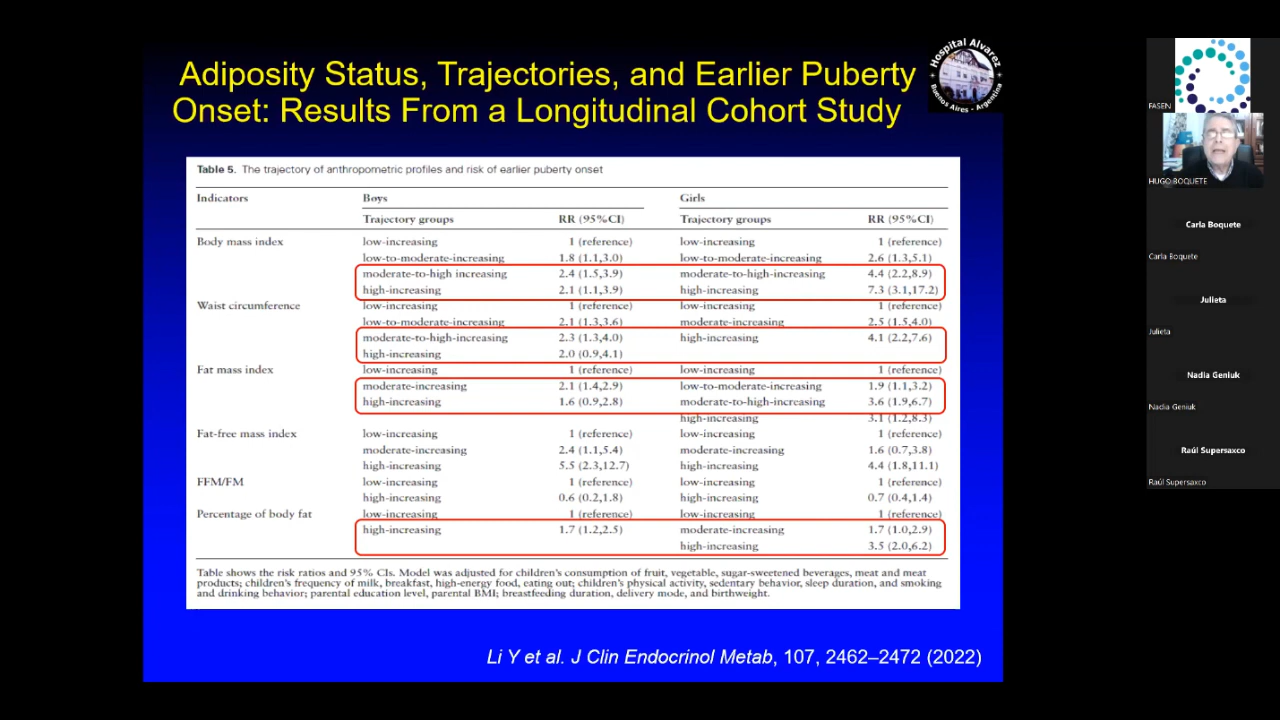 Adiposity Status, Trajectories, and Earlier Puberty
Onset: Results From a Longitudinal Cohort Study
Hospital Alvarez
Buenos Aires - Argentina
Table 5. The trajectory of anthropometric profiles and risk of earlier puberty onset
Indicators Boys Girls
Trajectory groups RR (95%CI) Trajectory groups RR (95%CI)
Body mass index low-increasing 1 (reference) low-increasing 1 (reference)
low-to-moderate-increasing 1.8 (1.1,3.0) low-to-moderate-increasing 2.6 (1.3,5.1)
moderate-to-high increasing 2.4 (1.5,3.9) moderate-to-high-increasing 4.4 (2.2,8.9)
high-increasing 2.1 (1.1,3.9) high-increasing 7.3 (3.1,17.2)
Waist circumference low-increasing 1 (reference) low-increasing 1 (reference)
low-to-moderate-increasing 2.1 (1.3,3.6) moderate-increasing 2.5 (1.5,4.0)
moderate-to-high-increasing 2.3 (1.3,4.0) high-increasing 4.1 (2.2,7.6)
high-increasing 2.0 (0.9,4.1)
Fat mass index low-increasing 1 (reference) low-increasing 1 (reference)
moderate-increasing 2.1 (1.4,2.9) low-to-moderate-increasing 1.9 (1.1,3.2)
high-increasing 1.6 (0.9,2.8) moderate-to-high-increasing 3.6 (1.9,6.7)
high-increasing 3.1 (1.2,8.3)
Fat-free mass index low-increasing 1 (reference) low-increasing 1 (reference)
moderate-increasing 2.4 (1.1,5.4) moderate-increasing 1.6 (0.7,3.8)
high-increasing 5.5 (2.3,12.7) high-increasing 4.4 (1.8,11.1)
FFM/FM low-increasing 1 (reference) low-increasing 1 (reference)
high-increasing 0.6 (0.2,1.8) high-increasing 0.7 (0.4,1.4)
Percentage of body fat low-increasing 1 (reference) low-increasing 1 (reference)
high-increasing 1.7 (1.2,2.5) moderate-increasing 1.7 (1.0,2.9)
high-increasing 3.5 (2.0,6.2)
Table shows the risk ratios and 95% CIs. Model was adjusted for children's consumption of fruit, vegetable, sugar-sweetened beverages, meat and meat
products; children's frequency of milk, breakfast, high-energy food, eating out; children's physical activity, sedentary behavior, sleep duration, and smoking
and drinking behavior; parental education level, parental BMI; breastfeeding duration, delivery mode, and birthweight.
Li Y et al. J Clin Endocrinol Metab, 107, 2462–2472 (2022)
FASEN
HUGO BOQUETE
Carla Boquete
Carla Boquete
Julieta
Julieta
Nadia Geniuk
Nadia Geniuk
Raúl Supersaxco
Raúl Supersaxco